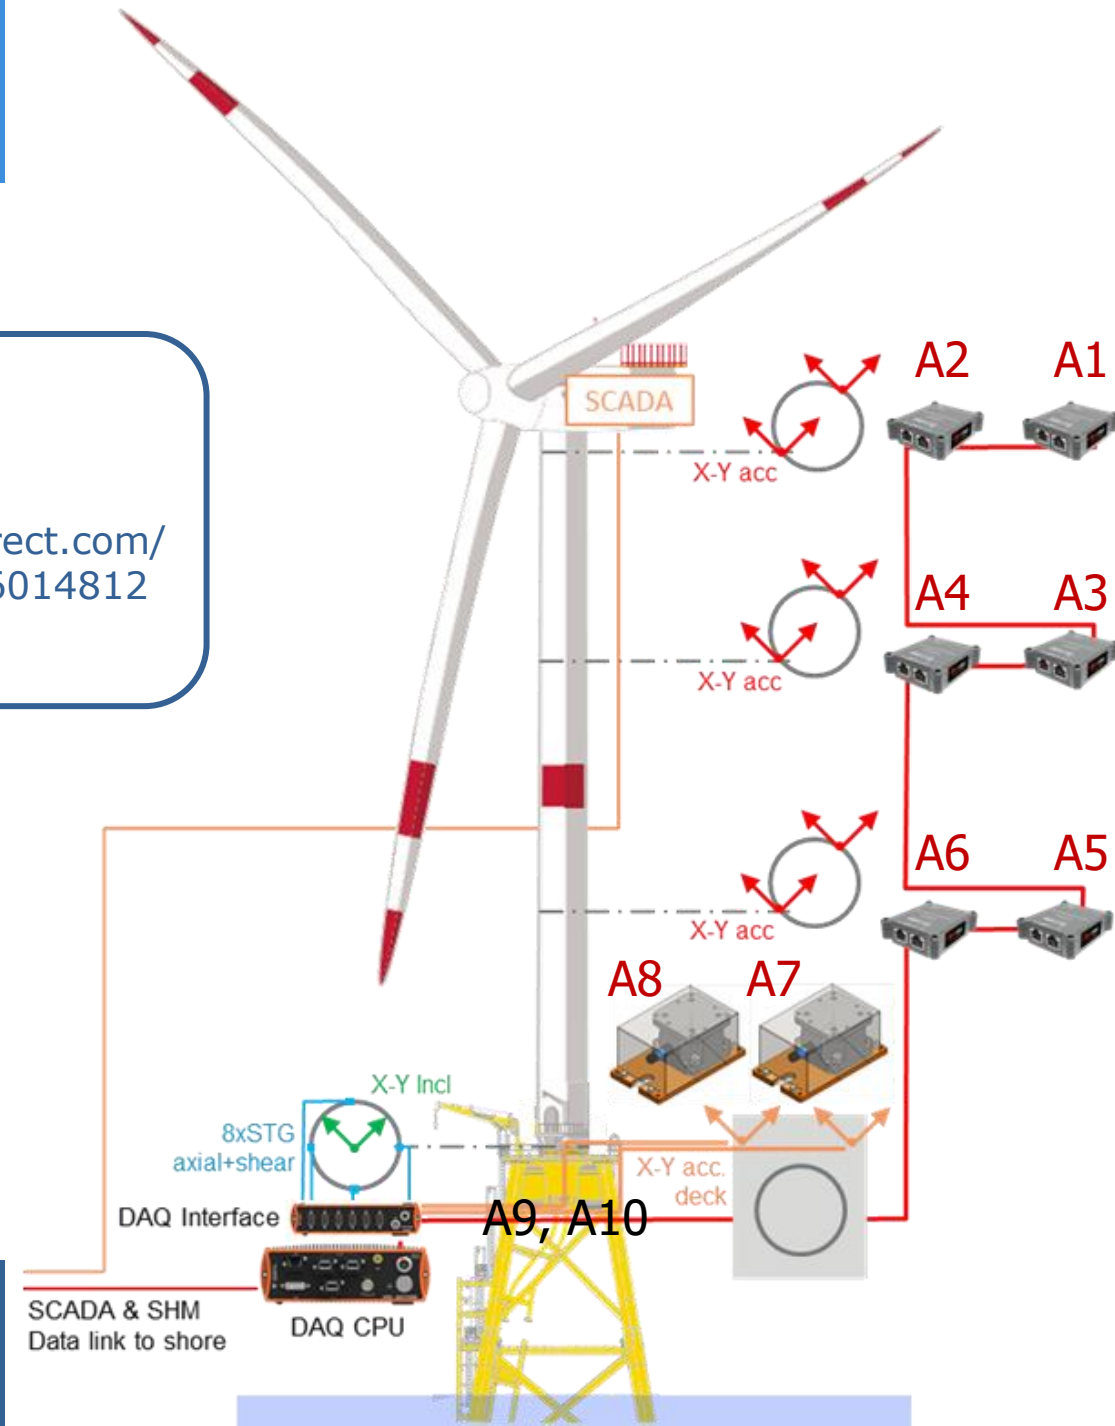 A2
A1
SCADA
X-Y acc
rect.com/
5014812
A4
A3
X-Y acc
A6
A5
X-Y acc
A8
A7
X-Y Incl
8xSTG
axial+shear
X-Y acc.
deck
DAQ Interface
A9, A10
SCADA & SHM
Data link to shore
DAQ CPU